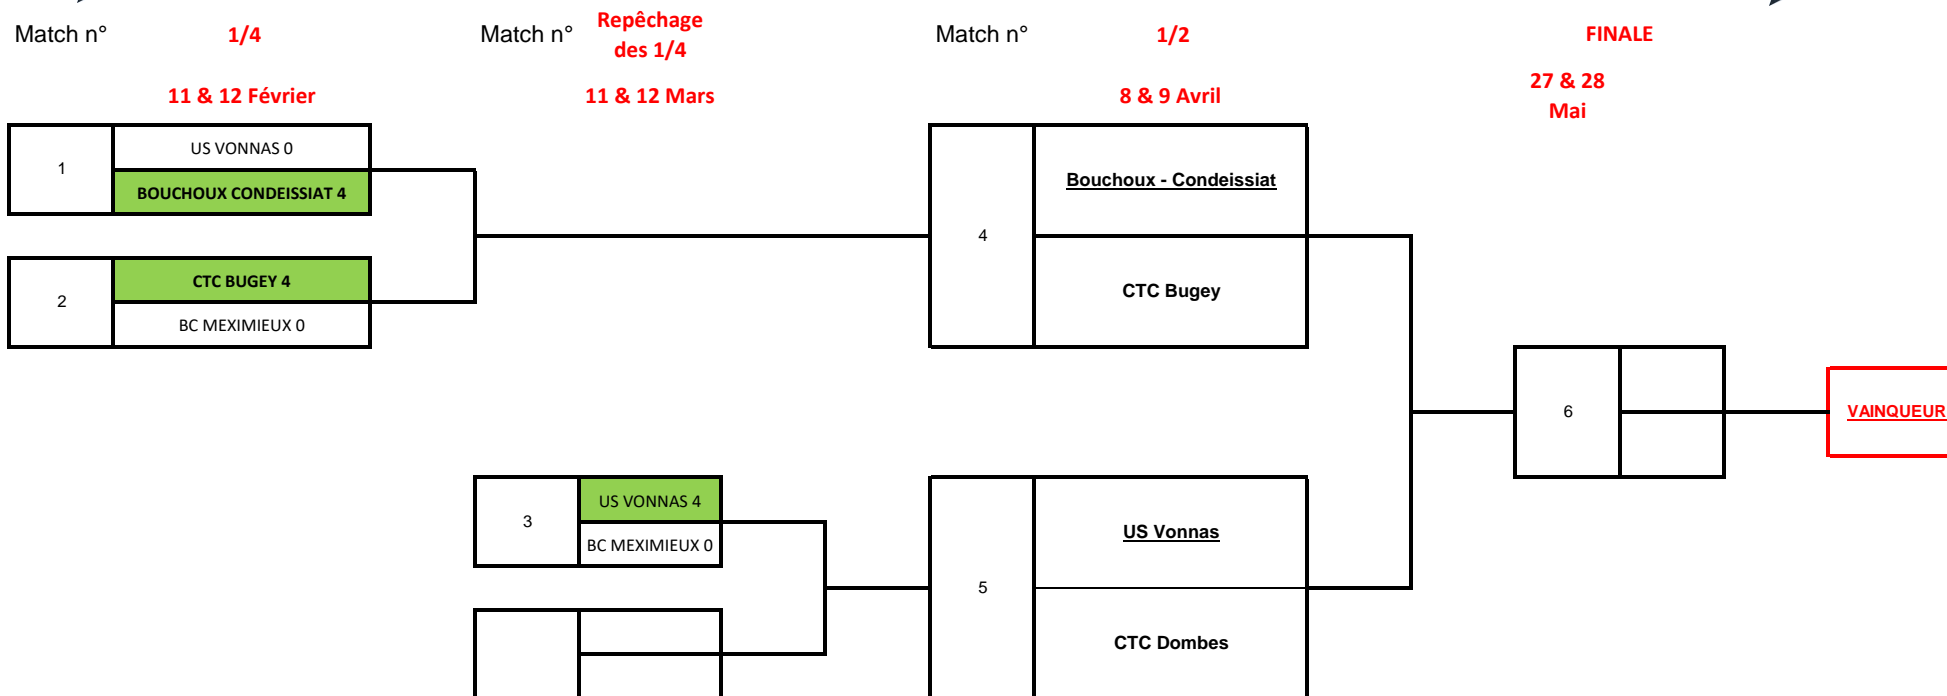 Match n°
1/4
Match n°
Repêchage
des 1/4
Match n°
1/2
FINALE
11 & 12 Février
11 & 12 Mars
8 & 9 Avril
27 & 28
Mai
1
US VONNAS 0
BOUCHOUX CONDEISSIAT 4
2
CTC BUGEY 4
BC MEXIMIEUX 0
4
Bouchoux - Condeissiat
CTC Bugey
6
VAINQUEUR
3
US VONNAS 4
BC MEXIMIEUX 0
5
US Vonnas
CTC Dombes